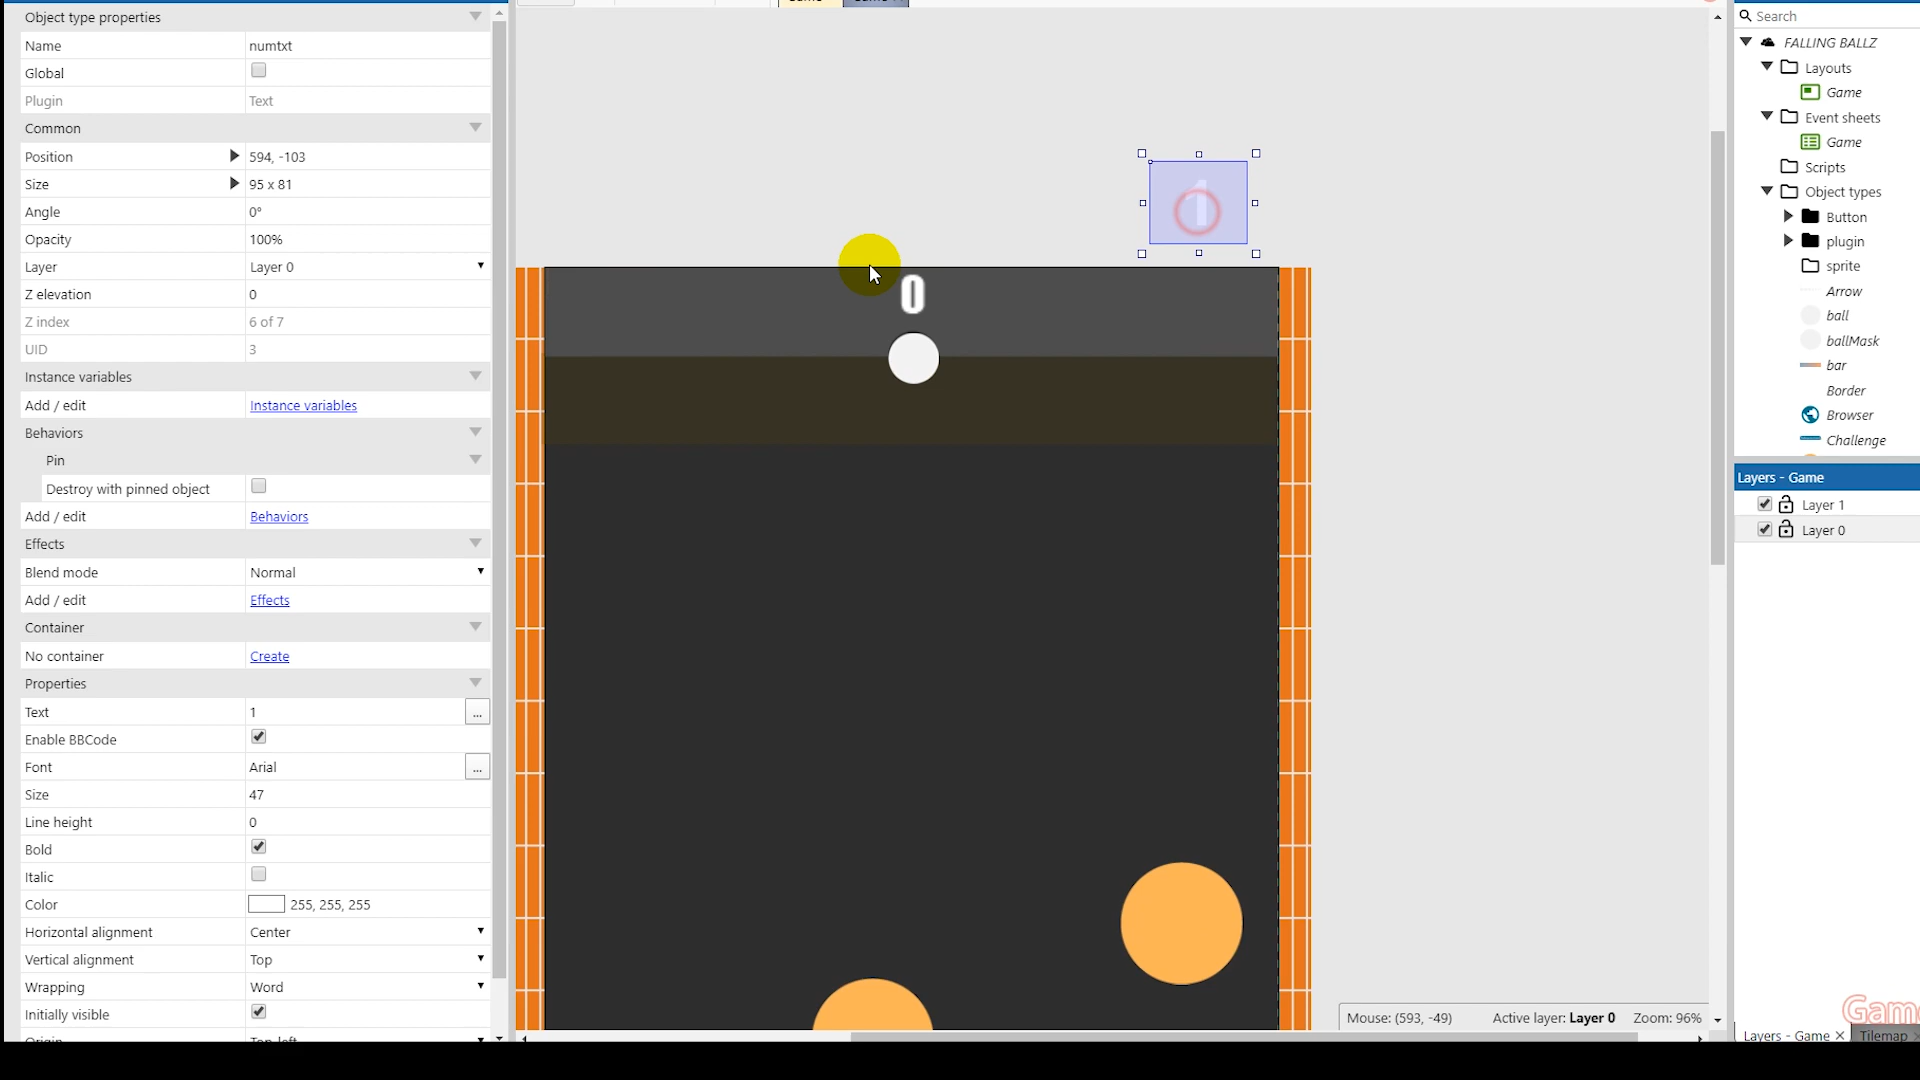 Object type properties
Name numtxt
Global
Plugin Text
Common
Position 594, -103
Size 95 x 81
Angle 0°
Opacity 100%
Layer Layer 0
Z elevation 0
Z index 6 of 7
UID 3
Instance variables
Add / edit Instance variables
Behaviors
Pin
Destroy with pinned object
Add / edit Behaviors
Effects
Blend mode Normal
Add / edit Effects
Container
No container Create
Properties
Text 1 ...
Enable BBCode
Font Arial ...
Size 47
Line height 0
Bold
Italic
Color 255, 255, 255
Horizontal alignment Center
Vertical alignment Top
Wrapping Word
Initially visible
1
0
Mouse: (593, -49) Active layer: Layer 0 Zoom: 96%
Search
FALLING BALLZ
Layouts
Game
Event sheets
Game
Scripts
Object types
Button
plugin
sprite
Arrow
ball
ballMask
bar
Border
Browser
Challenge
Layers - Game
Layer 1
Layer 0
Game
Layers - Game × Tilemap